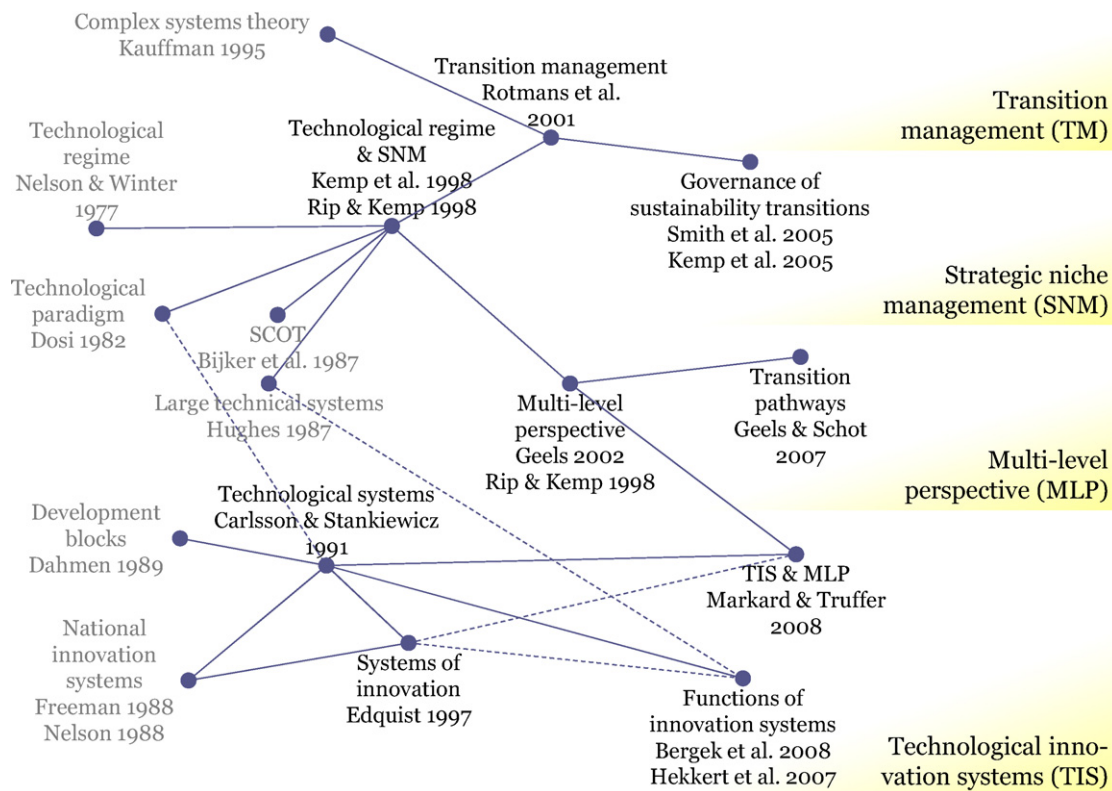 Complex systems theory
Kauffman 1995
Transition management
Rotmans et al.
2001
Transition
management (TM)
Technological
regime
Nelson & Winter
1977
Technological regime
& SNM
Kemp et al. 1998
Rip & Kemp 1998
Governance of
sustainability transitions
Smith et al. 2005
Kemp et al. 2005
Strategic niche
management (SNM)
Technological
paradigm
Dosi 1982
SCOT
Bijker et al. 1987
Large technical systems
Hughes 1987
Multi-level
perspective
Geels 2002
Rip & Kemp 1998
Transition
pathways
Geels & Schot
2007
Multi-level
perspective (MLP)
Development
blocks
Dahmen 1989
Technological systems
Carlsson & Stankiewicz
1991
TIS & MLP
Markard & Truffer
2008
National
innovation
systems
Freeman 1988
Nelson 1988
Systems of
innovation
Edquist 1997
Functions of
innovation systems
Bergek et al. 2008
Hekkert et al. 2007
Technological inno-
vation systems (TIS)